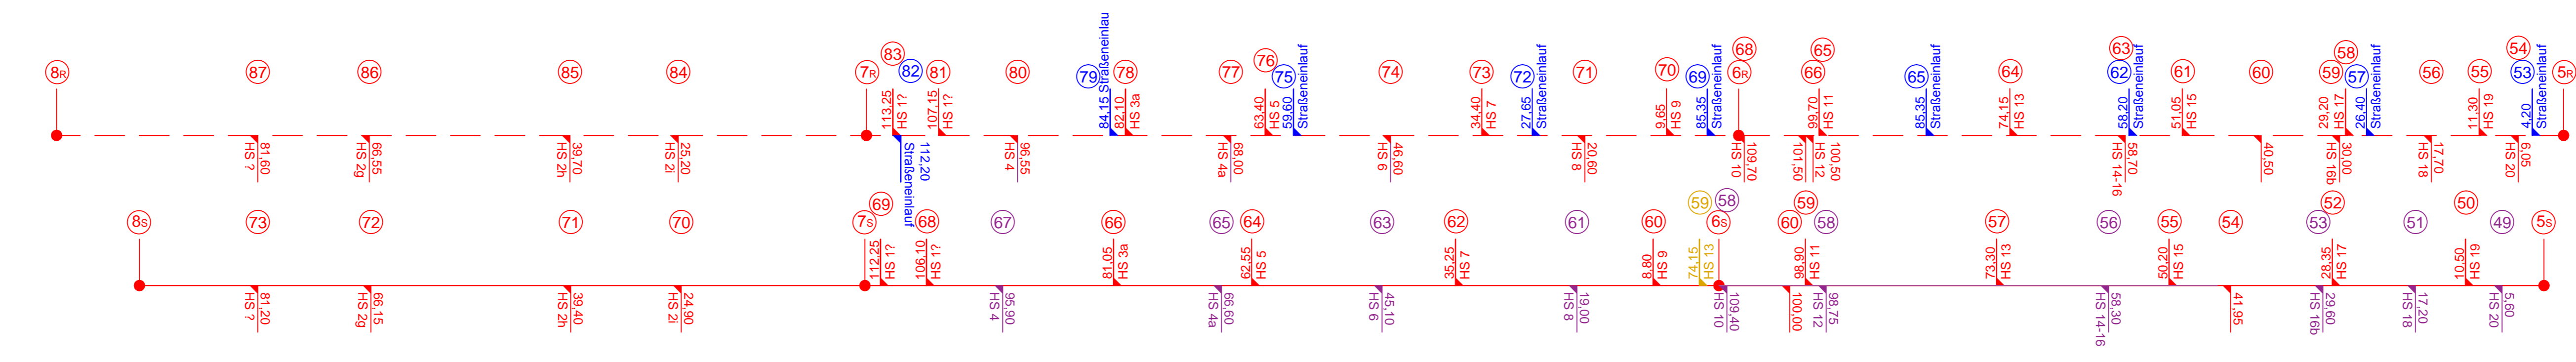 8R
87
86
85
84
7R
83
82
81
80
79
78
77
76
75
74
73
72
71
70
69
68
6R
65
66
65
64
63
62
61
60
59
58
57
56
55
54
53
5R
113,25
HS 1?
107,15
HS 1?
84,15 Straßeneinlau
82,10
HS 3a
63,40
HS 5
59,60
Straßeneinlauf
34,40
HS 7
27,65
Straßeneinlauf
9,65
HS 9
85,35
Straßeneinlauf
99,70
HS 11
85,35
Straßeneinlauf
74,15
HS 13
58,20
Straßeneinlauf
51,05
HS 15
29,20
HS 17
26,40
Straßeneinlauf
11,30
HS 19
4,20
Straßeneinlauf
81,60
HS ?
66,55
HS 2g
39,70
HS 2h
25,20
HS 2i
112,20
Straßeneinlauf
96,55
HS 4
68,00
HS 4a
46,60
HS 6
20,60
HS 8
109,70
HS 10
101,50
100,50
HS 12
58,70
HS 14-16
40,50
30,00
HS 16b
17,70
HS 18
6,05
HS 20
8s
73
72
71
70
7s
69
68
67
66
65
64
63
62
61
60
59
58
6s
60
59
58
57
56
55
54
53
52
51
50
49
5s
112,25
HS 1?
106,10
HS 1?
81,05
HS 3a
62,55
HS 5
35,25
HS 7
8,80
HS 9
74,15
HS 13
98,90
HS 11
73,30
HS 13
50,20
HS 15
28,35
HS 17
10,50
HS 19
81,20
HS ?
66,15
HS 2g
39,40
HS 2h
24,90
HS 2i
95,90
HS 4
66,60
HS 4a
45,10
HS 6
19,00
HS 8
109,40
HS 10
100,00
98,75
HS 12
58,30
HS 14-16
41,95
29,60
HS 16b
17,20
HS 18
5,60
HS 20